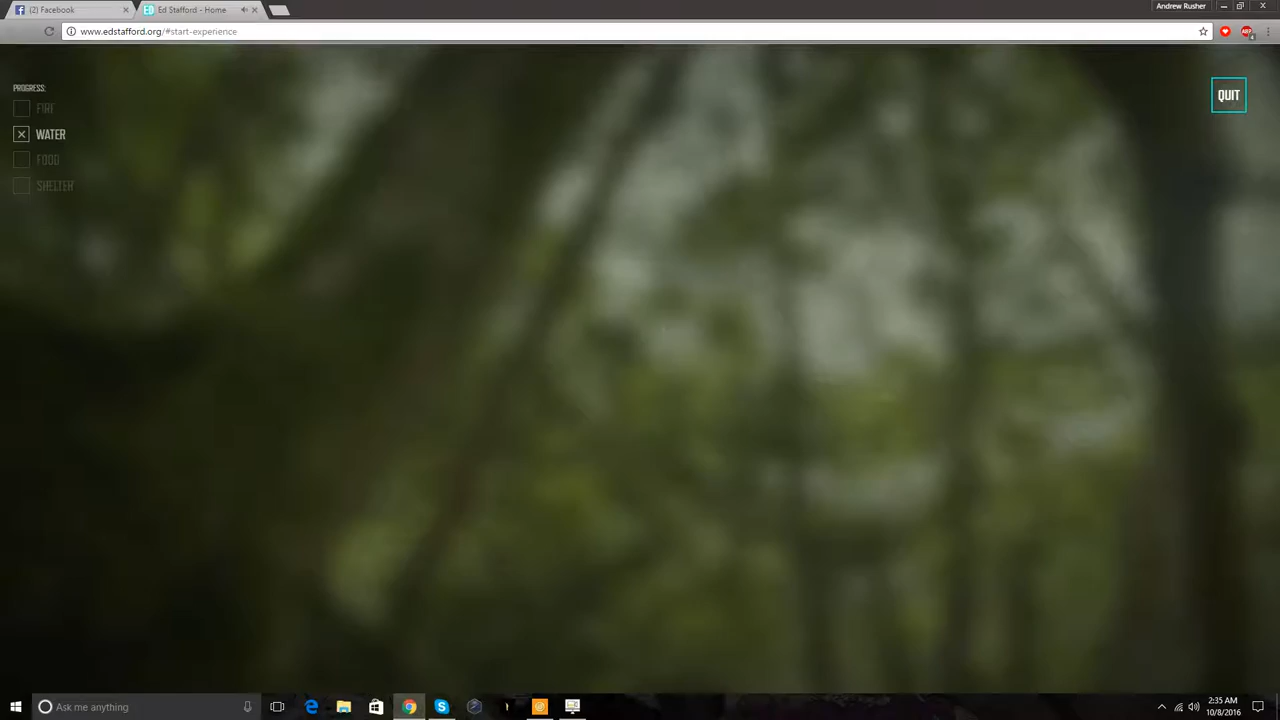 (2) Facebook
Ed Stafford - Home
Andrew Rusher
www.edstafford.org/#start-experience
PROGRESS:
FIRE
WATER
FOOD
SHELTER
QUIT
Ask me anything
2:35 AM
10/8/2016